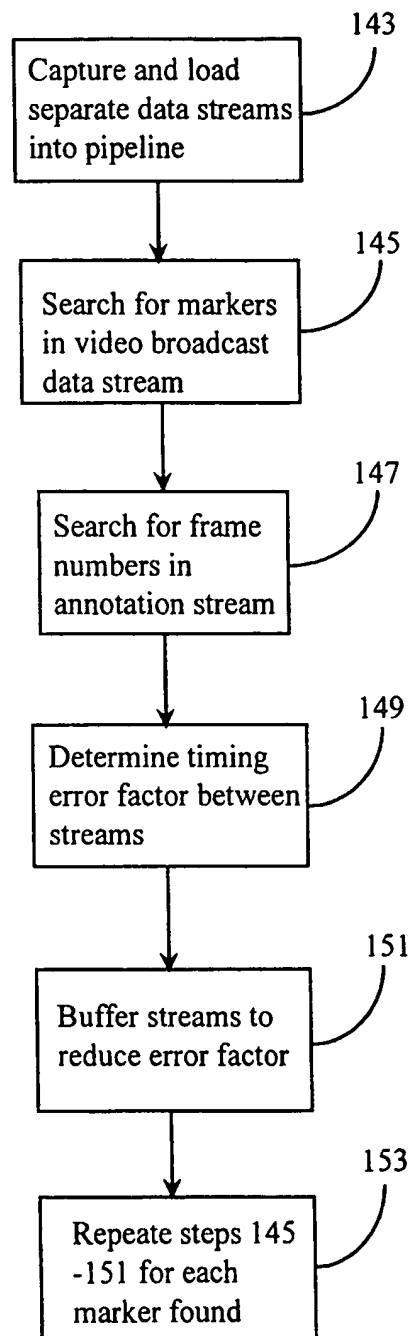 143
Capture and load
separate data streams
into pipeline
145
Search for markers
in video broadcast
data stream
147
Search for frame
numbers in
annotation stream
149
Determine timing
error factor between
streams
151
Buffer streams to
reduce error factor
153
Repeat steps 145
-151 for each
marker found